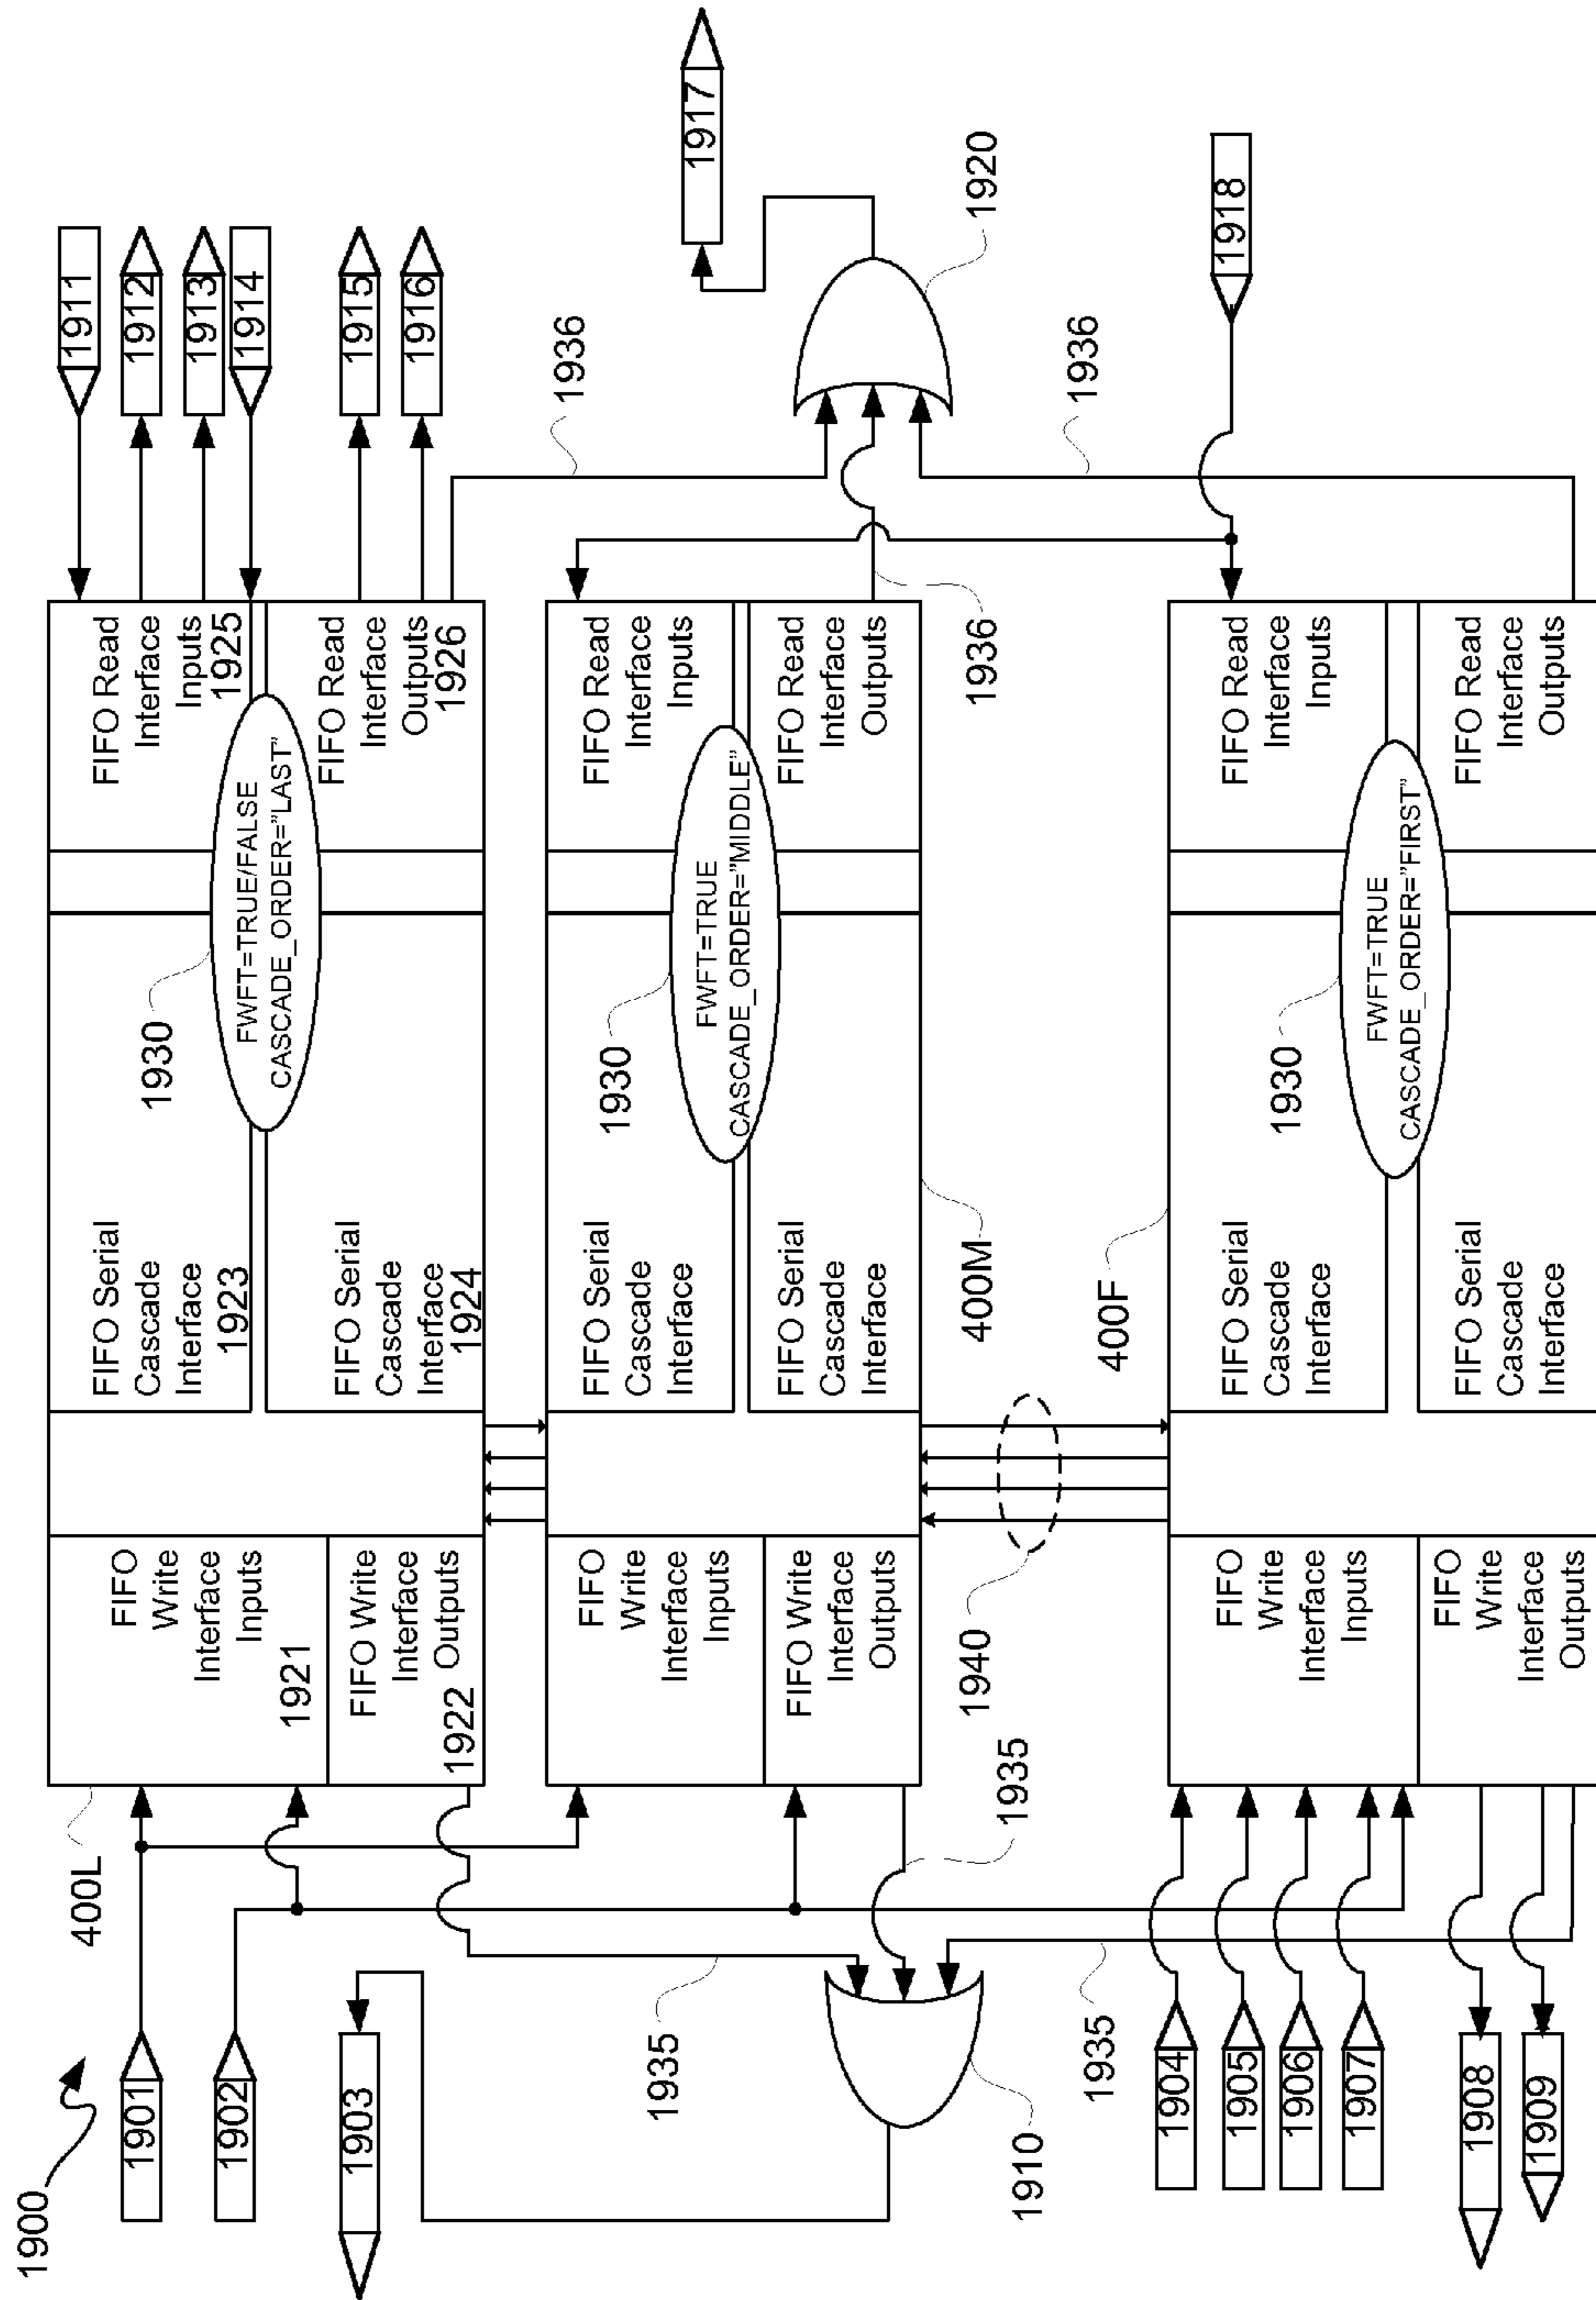 1900
1901
1902
1903
400L
FIFO
Write
Interface
Inputs
1921
FIFO Write
Interface
Outputs
1922
FIFO Serial
Cascade
Interface
1923
FIFO Serial
Cascade
Interface
1924
1930
FWFT=TRUE/FALSE
CASCADE_ORDER="LAST"
FIFO Read
Interface
Inputs
1925
FIFO Read
Interface
Outputs
1926
1911
1912
1913
1914
1915
1916
1935
FIFO
Write
Interface
Inputs
FIFO Write
Interface
Outputs
FIFO Serial
Cascade
Interface
FIFO Serial
Cascade
Interface
1930
FWFT=TRUE
CASCADE_ORDER="MIDDLE"
FIFO Read
Interface
Inputs
FIFO Read
Interface
Outputs
1936
1917
1910
1935
1940
400M
1936
1920
1935
400F
1936
1904
1905
1906
1907
1908
1909
FIFO
Write
Interface
Inputs
FIFO
Write
Interface
Outputs
FIFO Serial
Cascade
Interface
FIFO Serial
Cascade
Interface
1930
FWFT=TRUE
CASCADE_ORDER="FIRST"
FIFO Read
Interface
Inputs
FIFO Read
Interface
Outputs
1918